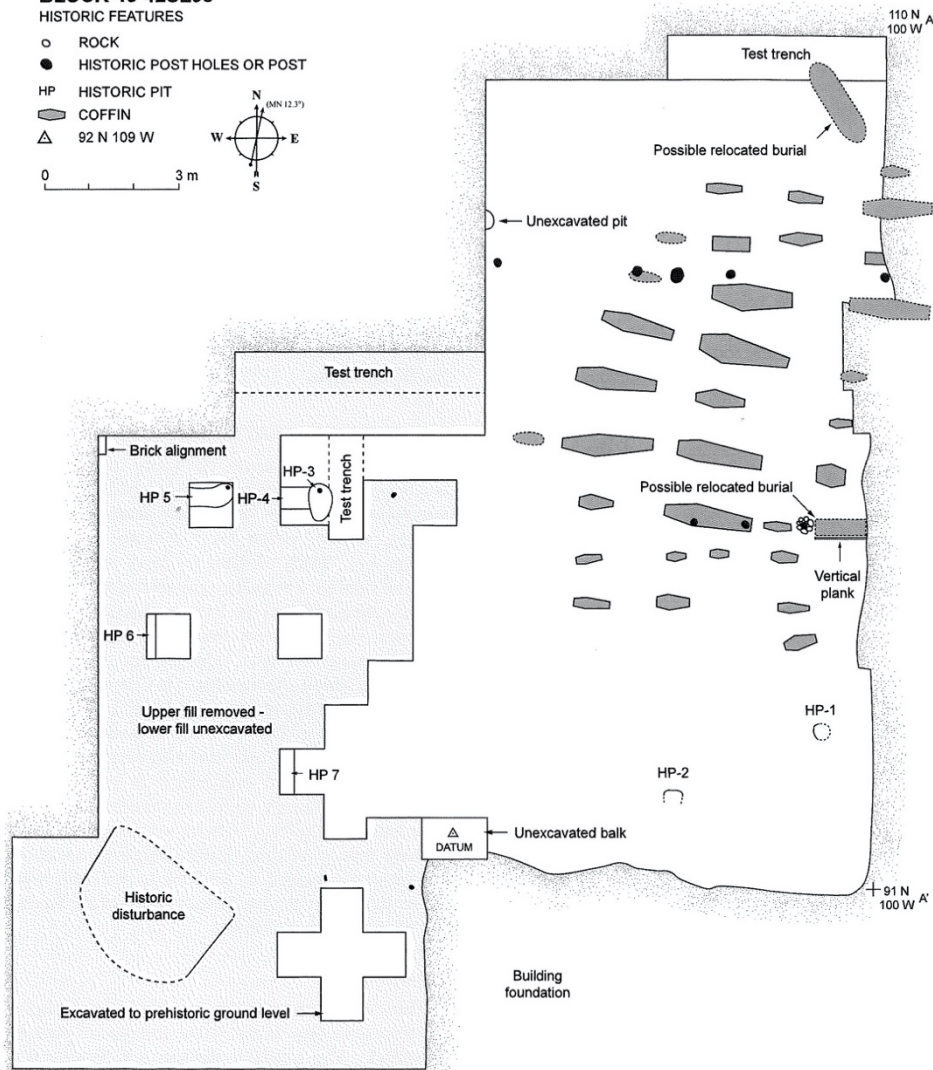 HISTORIC FEATURES
ROCK
HISTORIC POST HOLES OR POST
HP HISTORIC PIT
COFFIN
92 N 109 W
0 3 m
N
(MN 12.3°)
W E
S
110 N
100 W A
Test trench
Possible relocated burial
Unexcavated pit
Test trench
Brick alignment
HP-3
HP 5
HP-4
Test trench
Possible relocated burial
Vertical
plank
HP 6
Upper fill removed -
lower fill unexcavated
HP-1
HP 7
HP-2
DATUM
Unexcavated balk
Historic
disturbance
91 N
100 W A'
Building
foundation
Excavated to prehistoric ground level